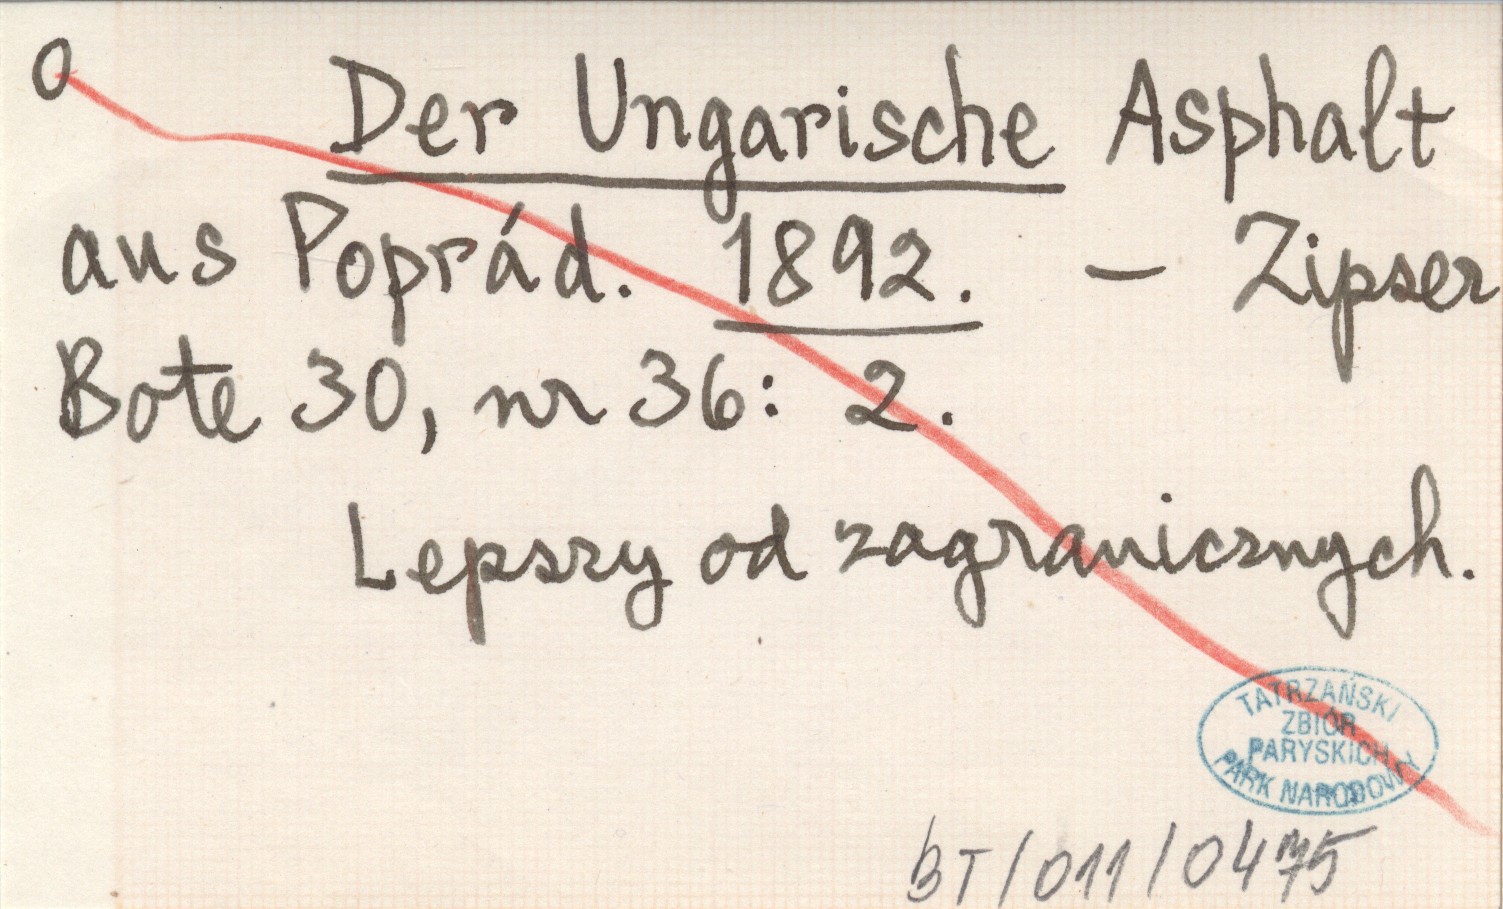 0 Der Ungarische Asphalt
aus Poprád. 1892. — Zipser
Bote 30, nr 36: 2.
Lepszy od zagranicznych.
TATRZAŃSKI
ZBIÓR
PARYSKICH
PARK NARODOWY
BT/011/0475